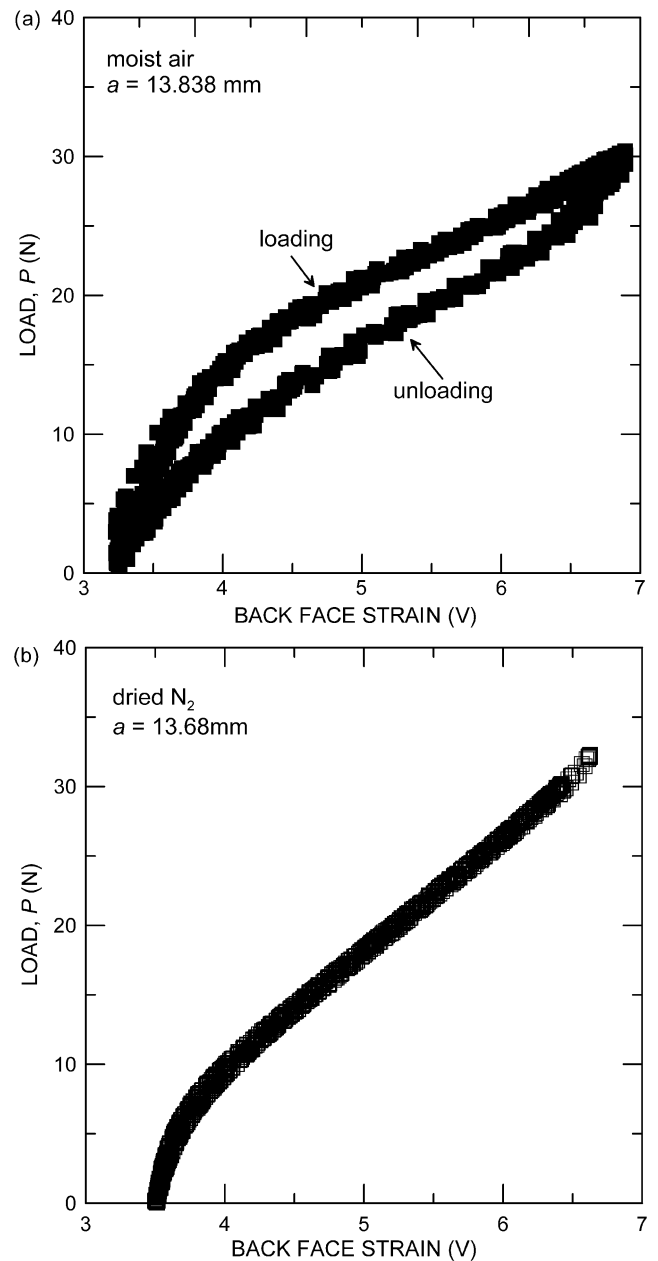 (a)
40
moist air
a = 13.838 mm
30
loading
LOAD, P (N)
20
unloading
10
0
3 4 5 6 7
BACK FACE STRAIN (V)
(b)
40
dried N₂
a = 13.68mm
30
LOAD, P (N)
20
10
0
3 4 5 6 7
BACK FACE STRAIN (V)